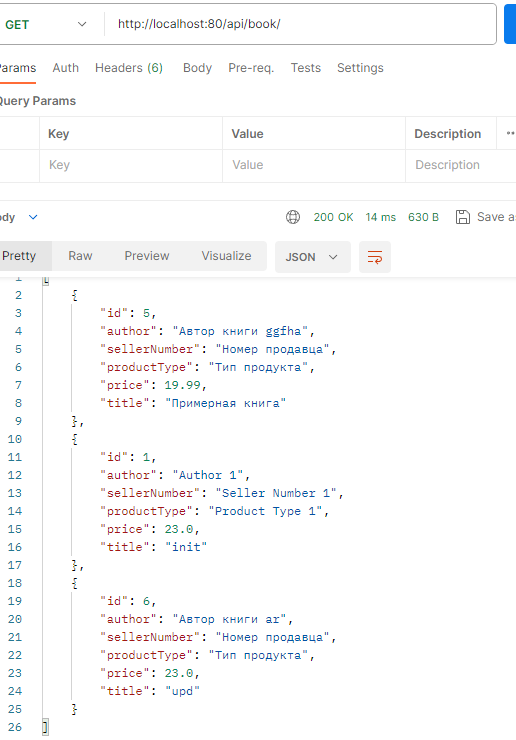 GET http://localhost:80/api/book/
Params Auth Headers (6) Body Pre-req. Tests Settings
Query Params
Key Value Description
Key Value Description
200 OK 14 ms 630 B Save as
Pretty Raw Preview Visualize JSON
1 [
2 {
3 "id": 5,
4 "author": "Автор книги ggfha",
5 "sellerNumber": "Номер продавца",
6 "productType": "Тип продукта",
7 "price": 19.99,
8 "title": "Примерная книга"
9 },
10 {
11 "id": 1,
12 "author": "Author 1",
13 "sellerNumber": "Seller Number 1",
14 "productType": "Product Type 1",
15 "price": 23.0,
16 "title": "init"
17 },
18 {
19 "id": 6,
20 "author": "Автор книги ar",
21 "sellerNumber": "Номер продавца",
22 "productType": "Тип продукта",
23 "price": 23.0,
24 "title": "upd"
25 }
26 ]